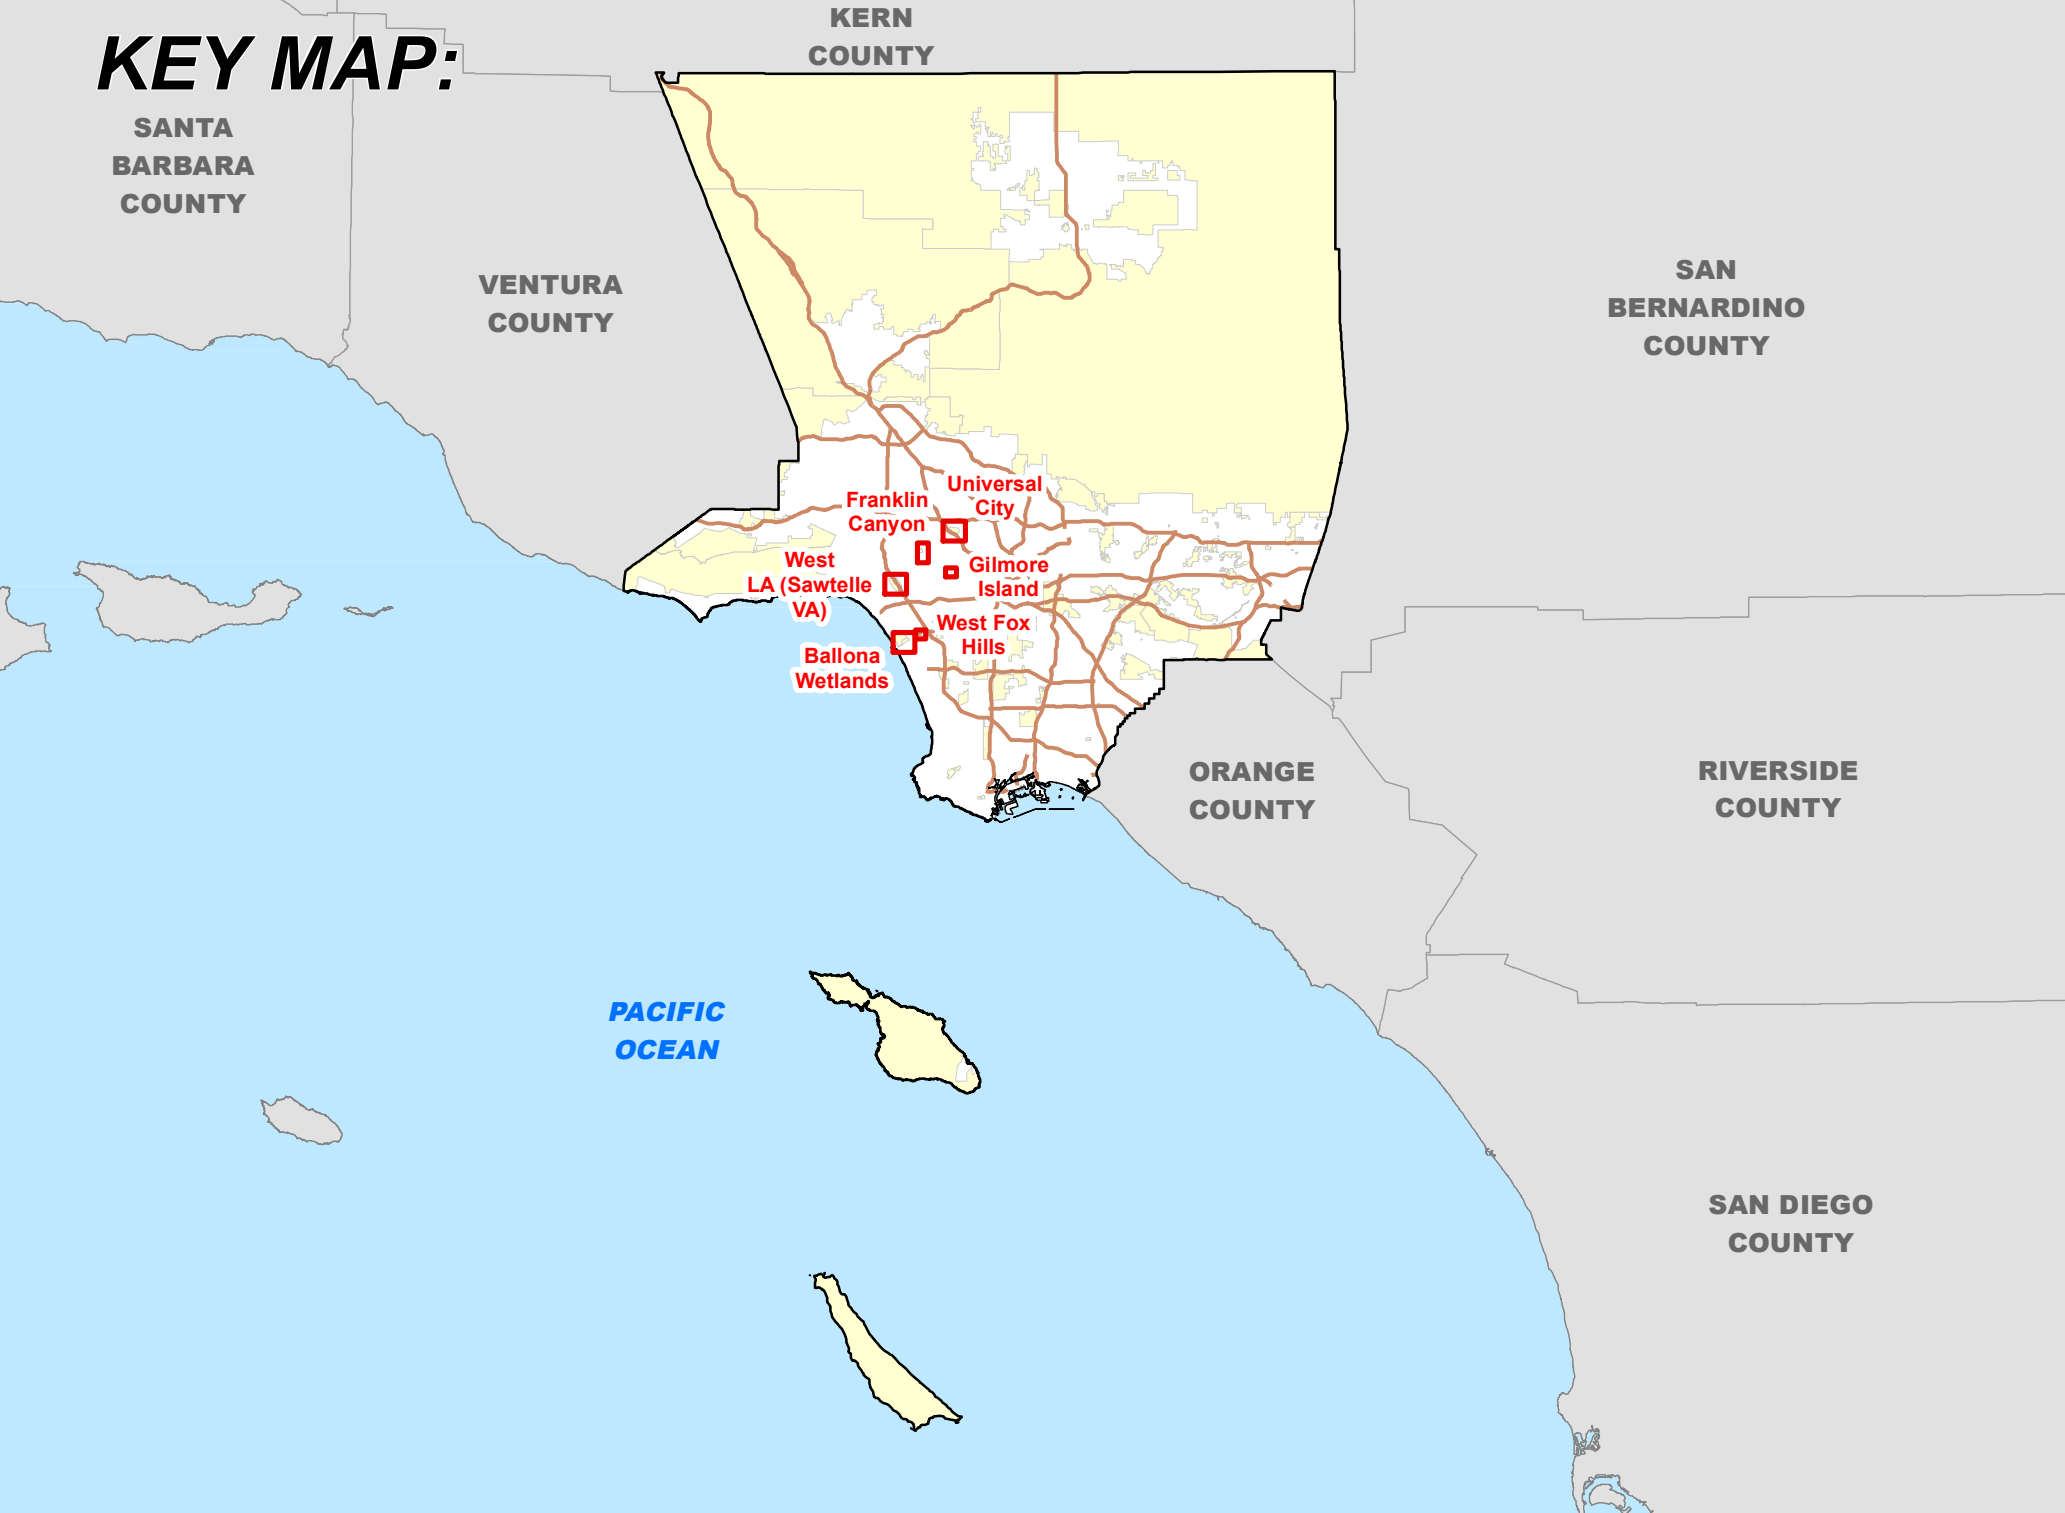 KEY MAP:
KERN
COUNTY
SANTA
BARBARA
COUNTY
VENTURA
COUNTY
SAN
BERNARDINO
COUNTY
Universal
City
Franklin
Canyon
West
LA (Sawtelle
VA)
Gilmore
Island
West Fox
Hills
Ballona
Wetlands
ORANGE
COUNTY
RIVERSIDE
COUNTY
PACIFIC
OCEAN
SAN DIEGO
COUNTY